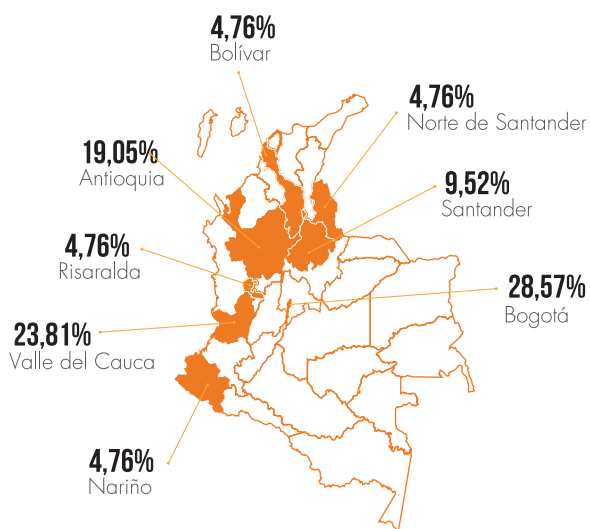 4,76%
Bolívar
4,76%
Norte de Santander
19,05%
Antioquia
9,52%
Santander
4,76%
Risaralda
28,57%
Bogotá
23,81%
Valle del Cauca
4,76%
Nariño